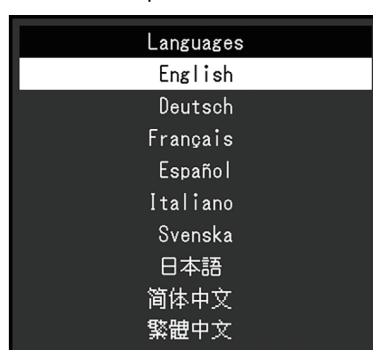 Languages
English
Deutsch
Français
Español
Italiano
Svenska
日本語
简体中文
繁體中文